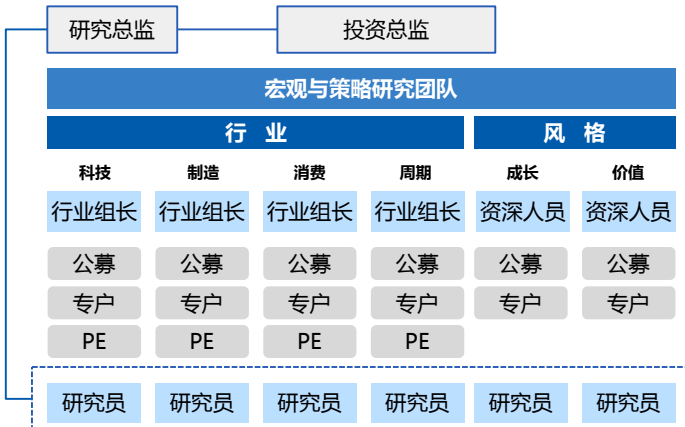 研究总监 投资总监
宏观与策略研究团队
行 业 风 格
科技 制造 消费 周期 成长 价值
行业组长 行业组长 行业组长 行业组长 资深人员 资深人员
公募 公募 公募 公募 公募 公募
专户 专户 专户 专户 专户 专户
PE PE PE PE
研究员 研究员 研究员 研究员 研究员 研究员